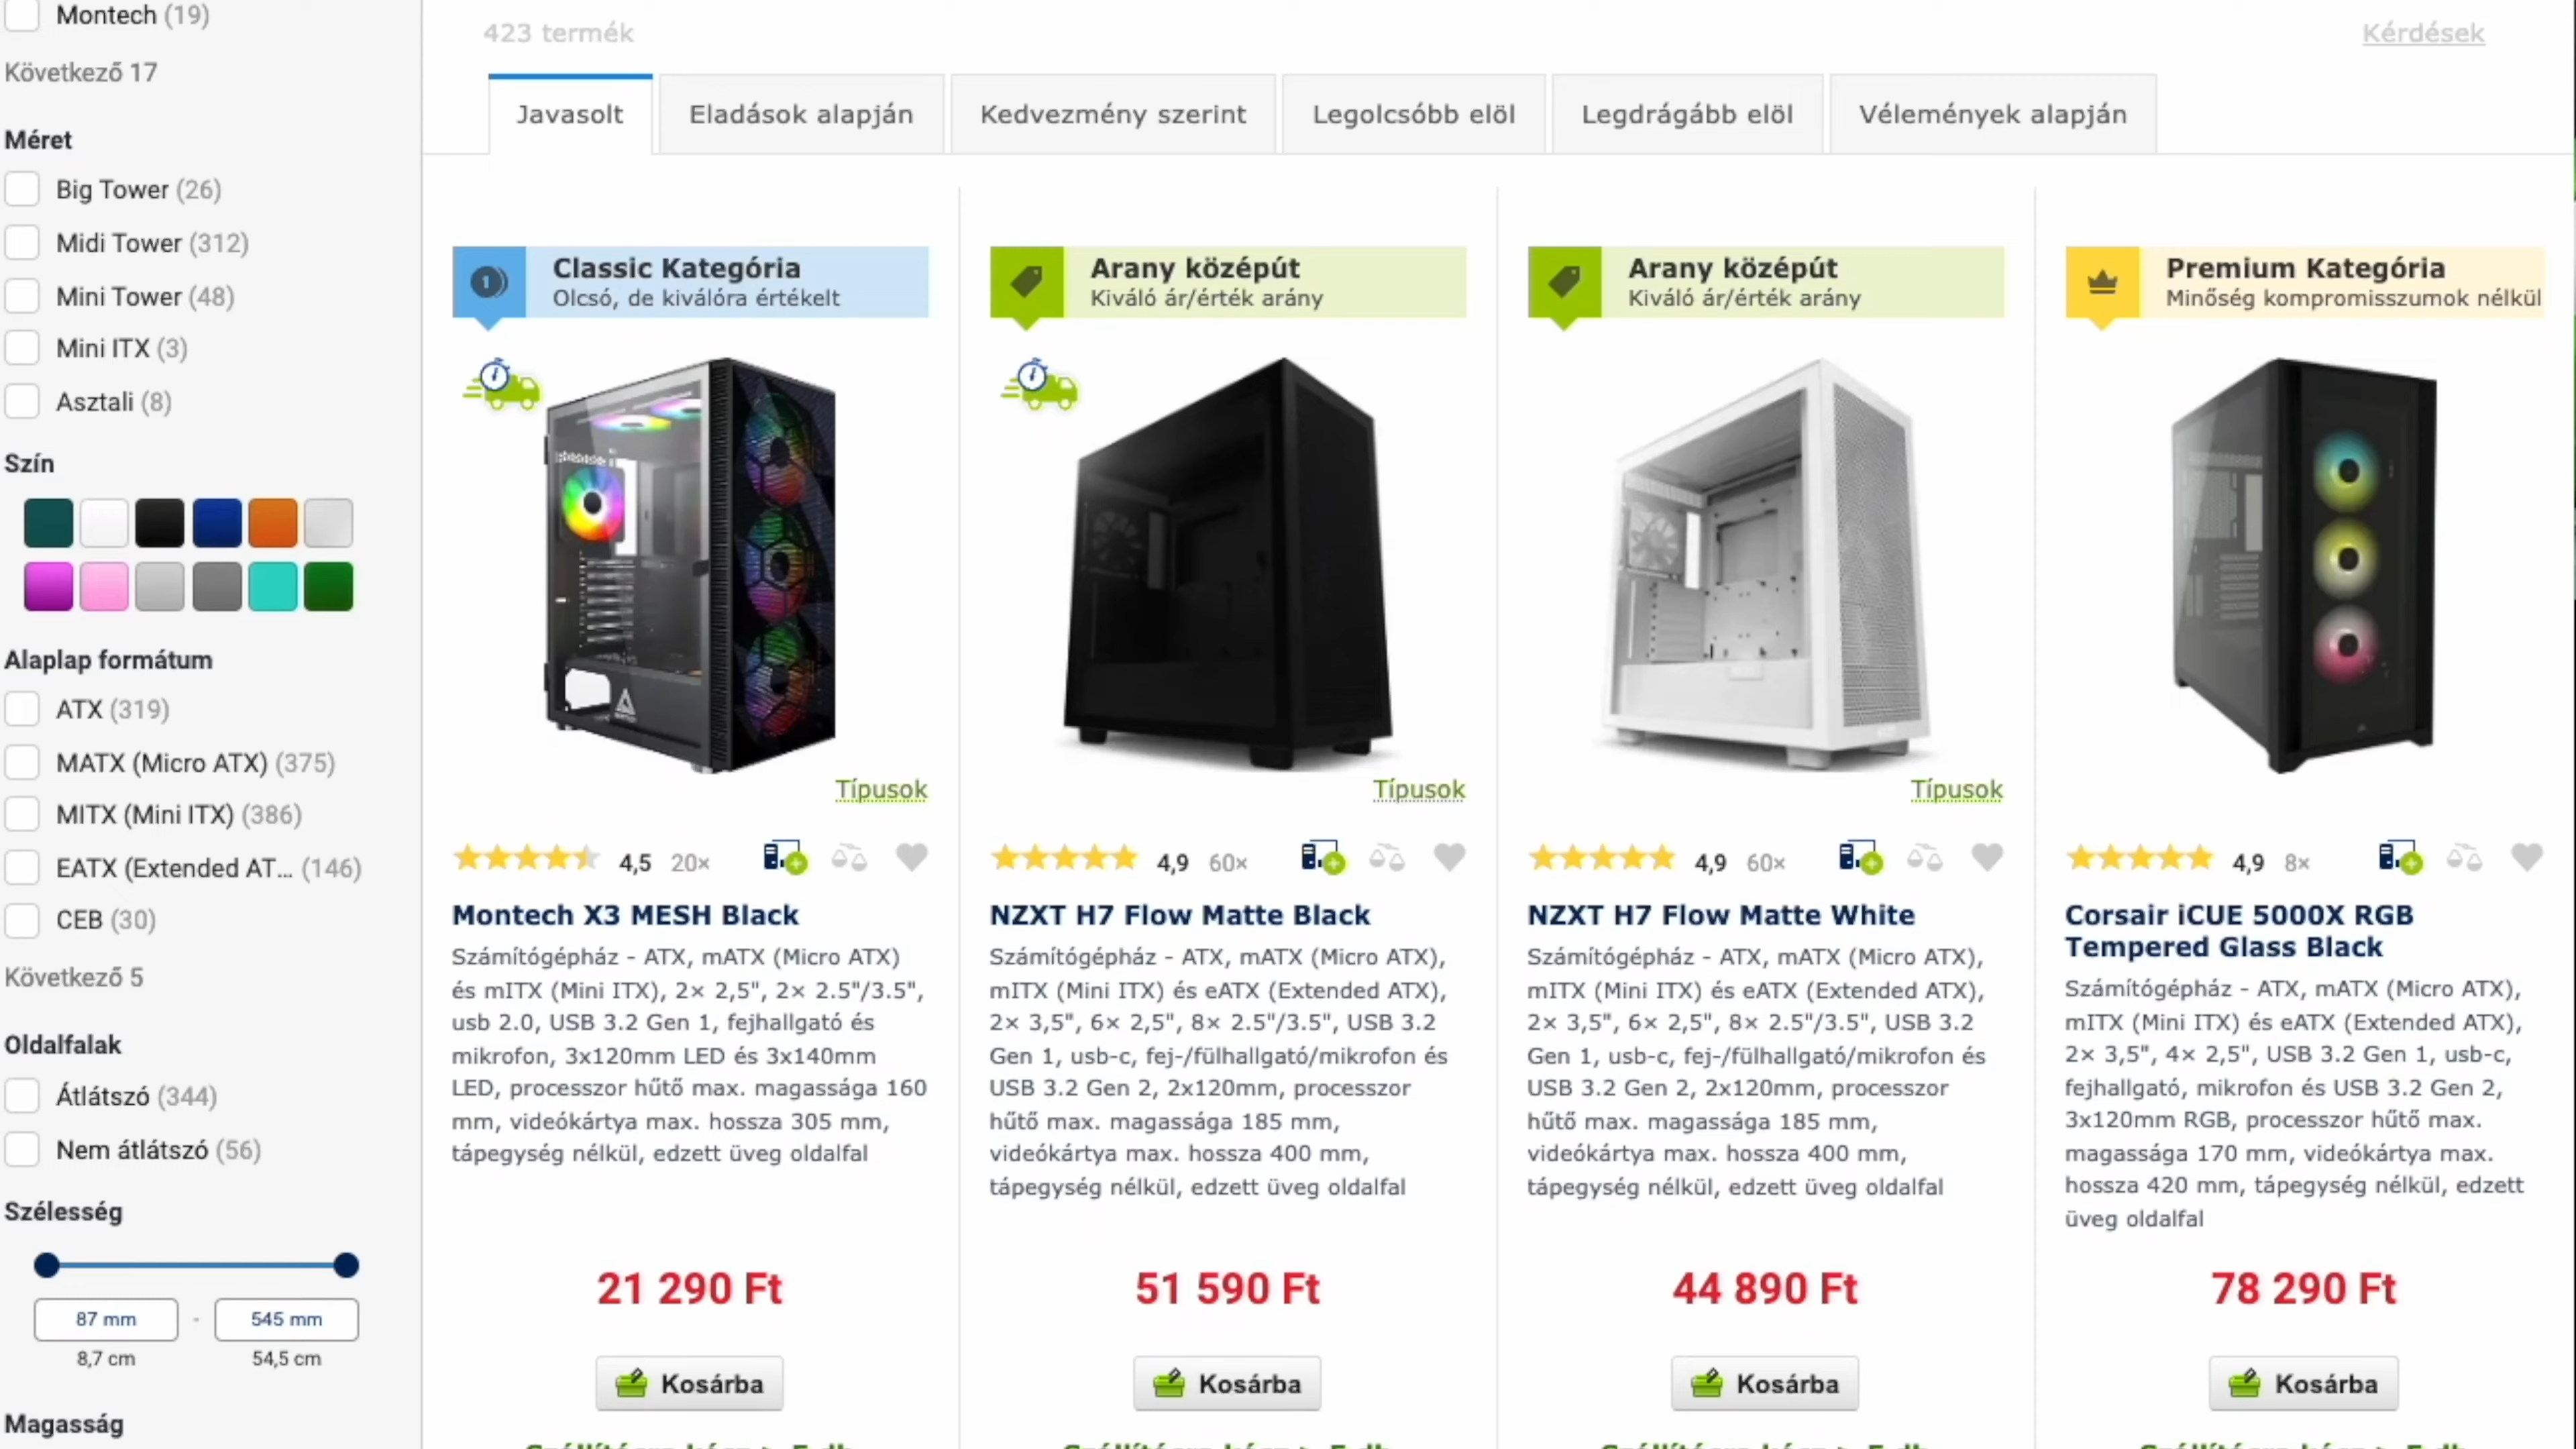 Montech (19)
Következő 17
Méret
Big Tower (26)
Midi Tower (312)
Mini Tower (48)
Mini ITX (3)
Asztali (8)
Szín
Alaplap formátum
ATX (319)
MATX (Micro ATX) (375)
MITX (Mini ITX) (386)
EATX (Extended AT... (146)
CEB (30)
Következő 5
Oldalfalak
Átlátszó (344)
Nem átlátszó (56)
Szélesség
87 mm - 545 mm
8,7 cm 54,5 cm
Magasság
423 termék
Kérdések
Javasolt
Eladások alapján
Kedvezmény szerint
Legolcsóbb elöl
Legdrágább elöl
Vélemények alapján
Classic Kategória
Olcsó, de kiválóra értékelt
Típusok
4,5 20×
Montech X3 MESH Black
Számítógépház - ATX, mATX (Micro ATX)
és mITX (Mini ITX), 2× 2,5", 2× 2.5"/3.5",
usb 2.0, USB 3.2 Gen 1, fejhallgató és
mikrofon, 3x120mm LED és 3x140mm
LED, processzor hűtő max. magassága 160
mm, videókártya max. hossza 305 mm,
tápegység nélkül, edzett üveg oldalfal
21 290 Ft
Kosárba
Arany középút
Kiváló ár/érték arány
Típusok
4,9 60×
NZXT H7 Flow Matte Black
Számítógépház - ATX, mATX (Micro ATX),
mITX (Mini ITX) és eATX (Extended ATX),
2× 3,5", 6× 2,5", 8× 2.5"/3.5", USB 3.2
Gen 1, usb-c, fej-/fülhallgató/mikrofon és
USB 3.2 Gen 2, 2x120mm, processzor
hűtő max. magassága 185 mm,
videókártya max. hossza 400 mm,
tápegység nélkül, edzett üveg oldalfal
51 590 Ft
Kosárba
Arany középút
Kiváló ár/érték arány
Típusok
4,9 60×
NZXT H7 Flow Matte White
Számítógépház - ATX, mATX (Micro ATX),
mITX (Mini ITX) és eATX (Extended ATX),
2× 3,5", 6× 2,5", 8× 2.5"/3.5", USB 3.2
Gen 1, usb-c, fej-/fülhallgató/mikrofon és
USB 3.2 Gen 2, 2x120mm, processzor
hűtő max. magassága 185 mm,
videókártya max. hossza 400 mm,
tápegység nélkül, edzett üveg oldalfal
44 890 Ft
Kosárba
Premium Kategória
Minőség kompromisszumok nélkül
4,9 8×
Corsair iCUE 5000X RGB
Tempered Glass Black
Számítógépház - ATX, mATX (Micro ATX),
mITX (Mini ITX) és eATX (Extended ATX),
2× 3,5", 4× 2,5", USB 3.2 Gen 1, usb-c,
fejhallgató, mikrofon és USB 3.2 Gen 2,
3x120mm RGB, processzor hűtő max.
magassága 170 mm, videókártya max.
hossza 420 mm, tápegység nélkül, edzett
üveg oldalfal
78 290 Ft
Kosárba